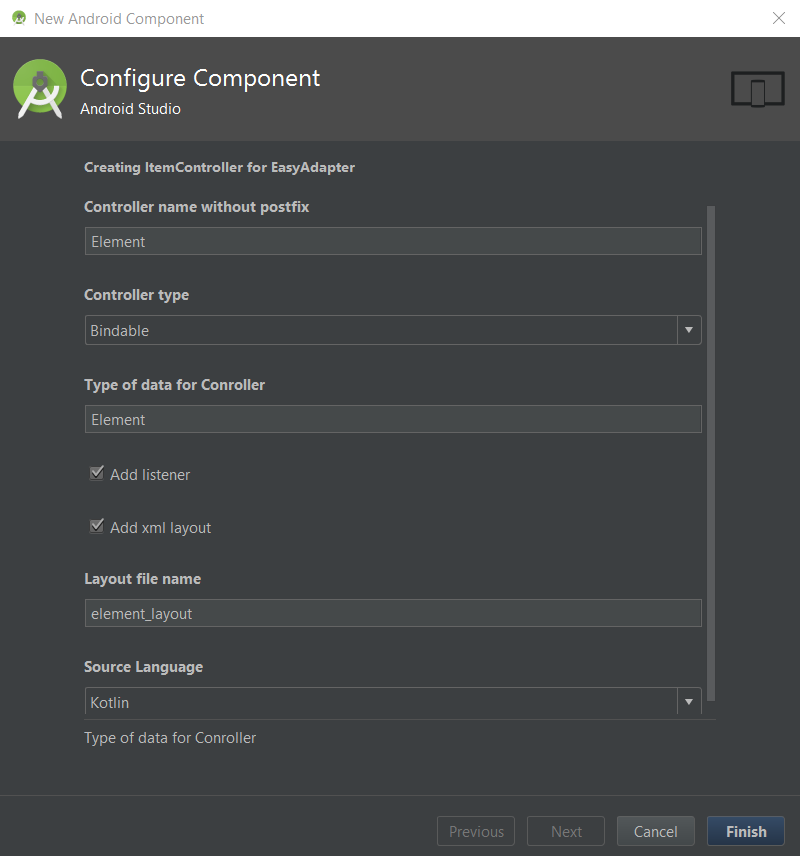 New Android Component
Configure Component
Android Studio
Creating ItemController for EasyAdapter
Controller name without postfix
Element
Controller type
Bindable
Type of data for Conroller
Element
Add listener
Add xml layout
Layout file name
element_layout
Source Language
Kotlin
Type of data for Conroller
Previous Next Cancel Finish